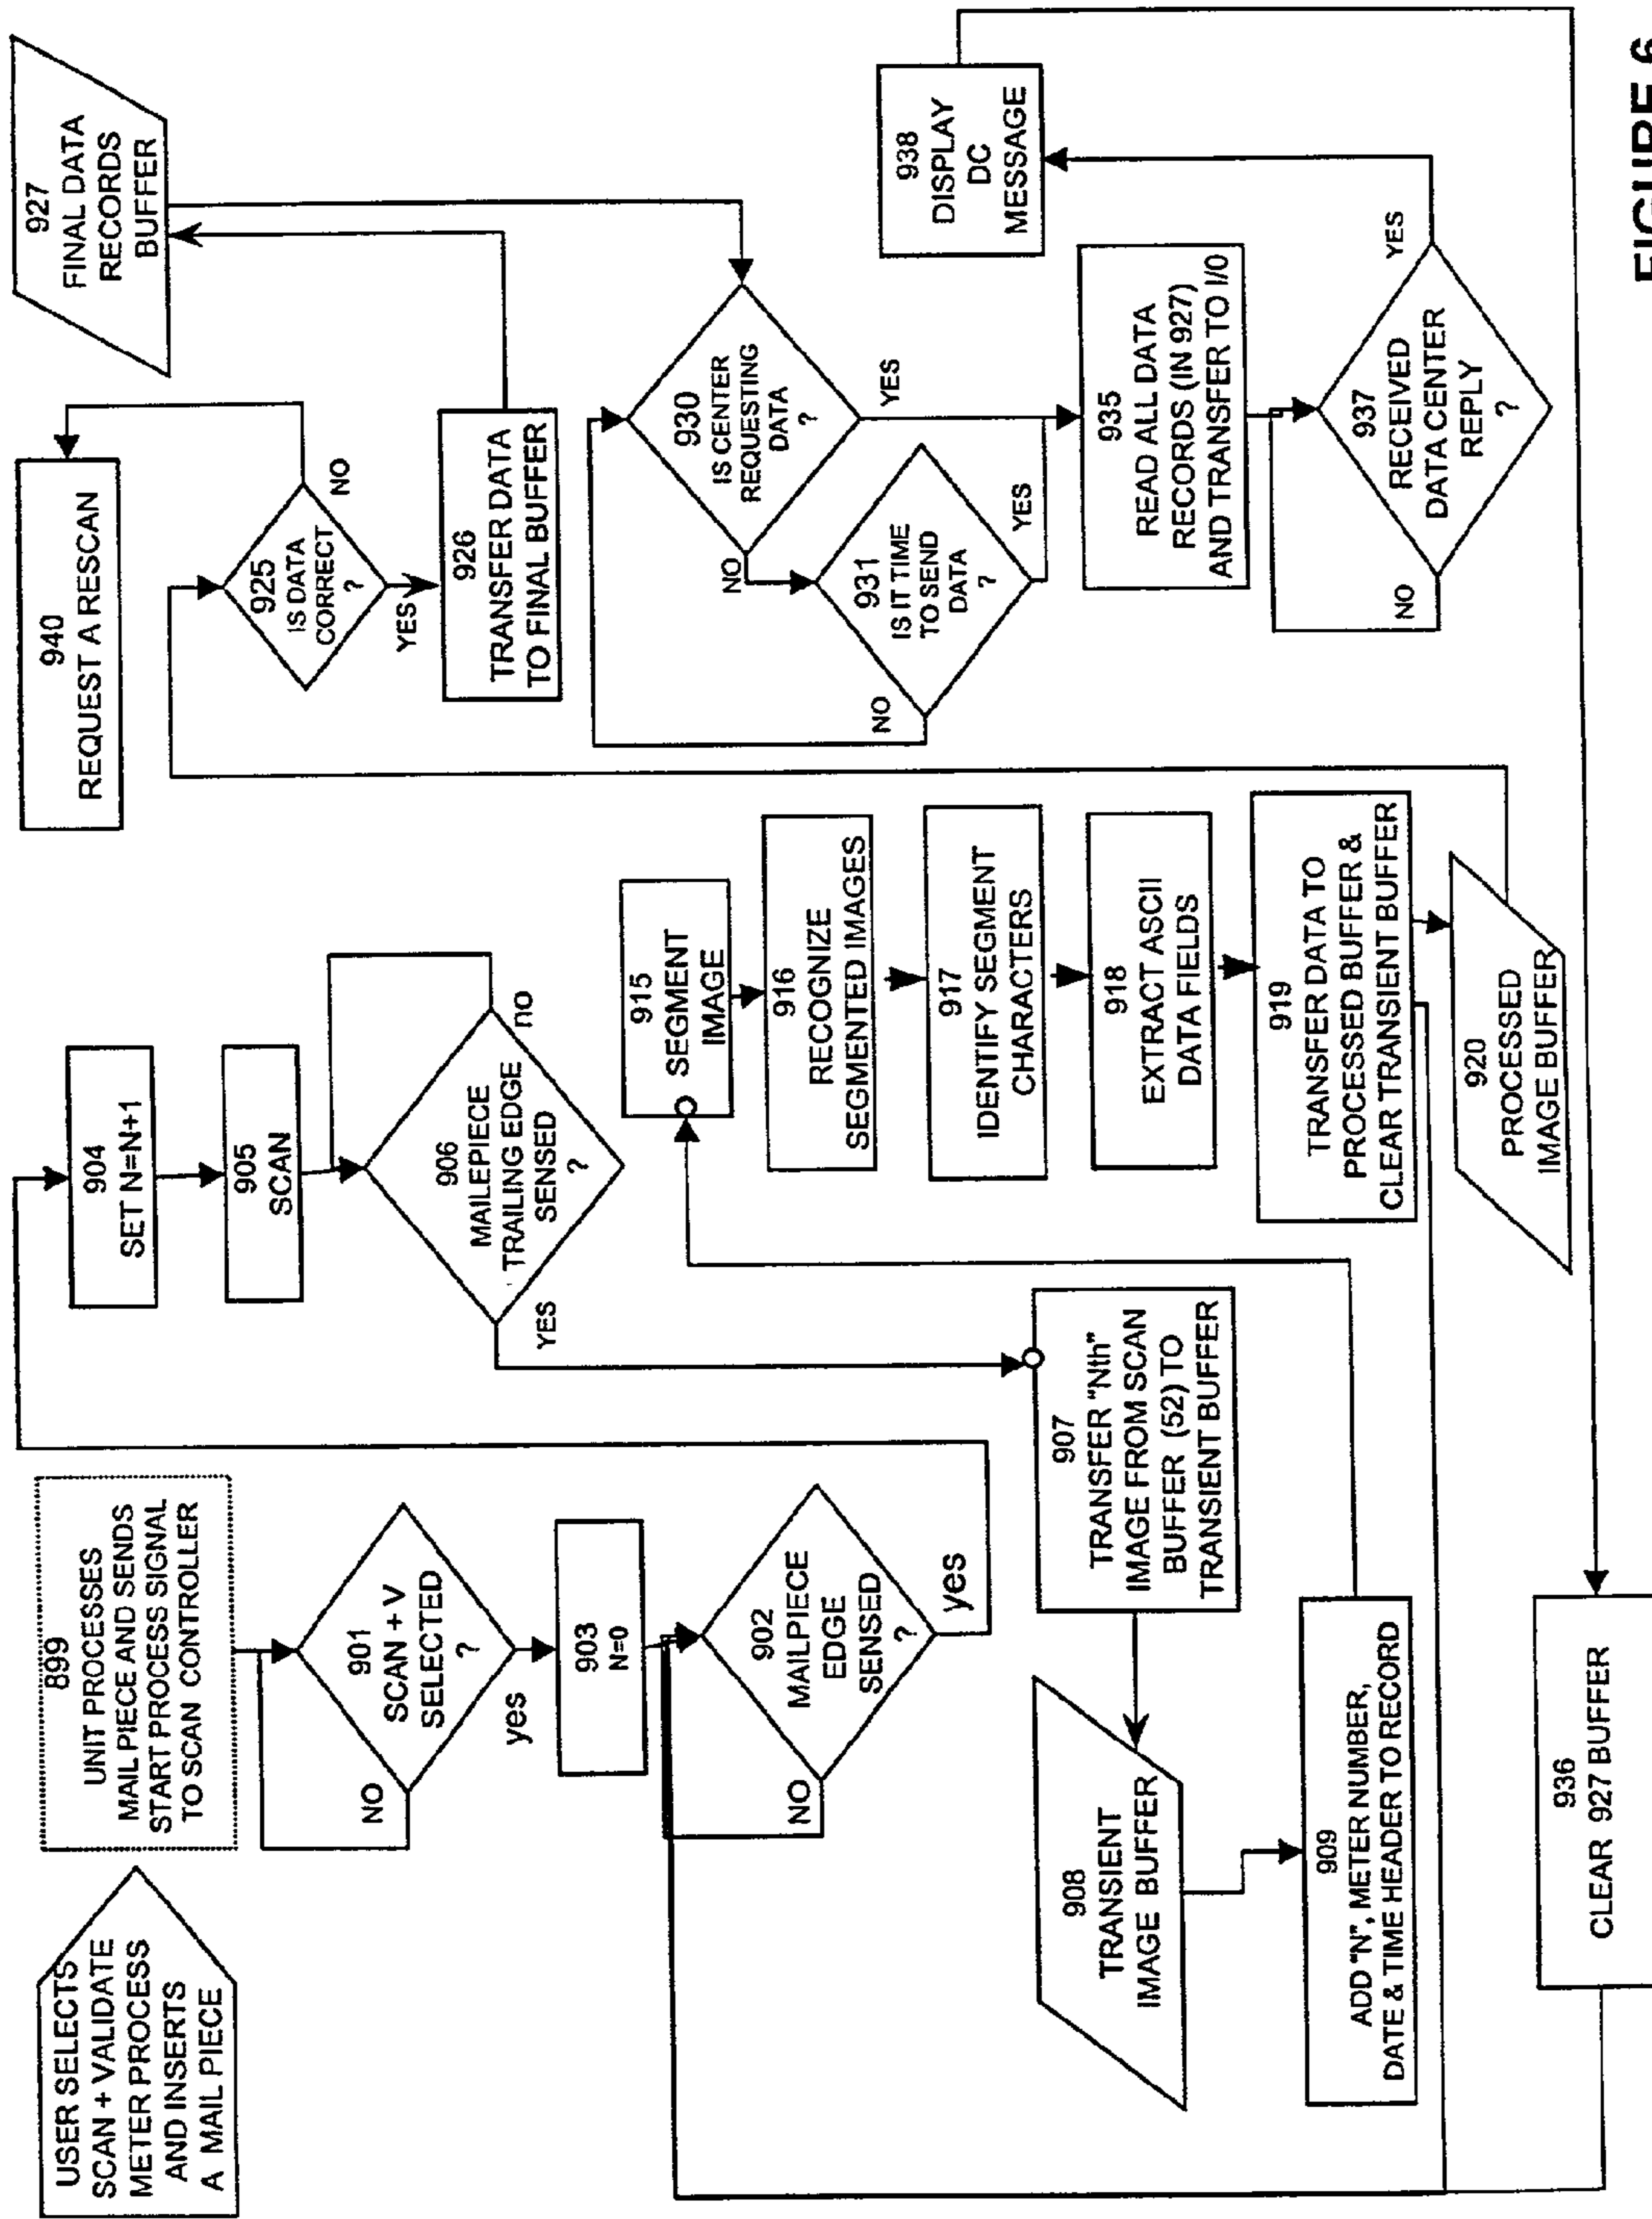 USER SELECTS
SCAN + VALIDATE
METER PROCESS
AND INSERTS
A MAIL PIECE
899
UNIT PROCESSES
MAIL PIECE AND SENDS
START PROCESS SIGNAL
TO SCAN CONTROLLER
901
SCAN + V
SELECTED
?
NO
yes
903
N=0
902
MAILPIECE
EDGE
SENSED
?
NO
yes
904
SET N=N+1
905
SCAN
906
MAILEPIECE
TRAILING EDGE
SENSED
?
no
YES
907
TRANSFER "Nth"
IMAGE FROM SCAN
BUFFER (52) TO
TRANSIENT BUFFER
908
TRANSIENT
IMAGE BUFFER
909
ADD "N", METER NUMBER,
DATE & TIME HEADER TO RECORD
915
SEGMENT
IMAGE
916
RECOGNIZE
SEGMENTED IMAGES
917
IDENTIFY SEGMENT
CHARACTERS
918
EXTRACT ASCII
DATA FIELDS
919
TRANSFER DATA TO
PROCESSED BUFFER &
CLEAR TRANSIENT BUFFER
920
PROCESSED
IMAGE BUFFER
940
REQUEST A RESCAN
925
IS DATA
CORRECT
?
NO
YES
926
TRANSFER DATA
TO FINAL BUFFER
927
FINAL DATA
RECORDS
BUFFER
930
IS CENTER
REQUESTING
DATA
?
NO
YES
931
IS IT TIME
TO SEND
DATA
?
NO
YES
935
READ ALL DATA
RECORDS (IN 927)
AND TRANSFER TO I/0
937
RECEIVED
DATA CENTER
REPLY
?
NO
YES
938
DISPLAY
DC
MESSAGE
936
CLEAR 927 BUFFER
FIGURE 6